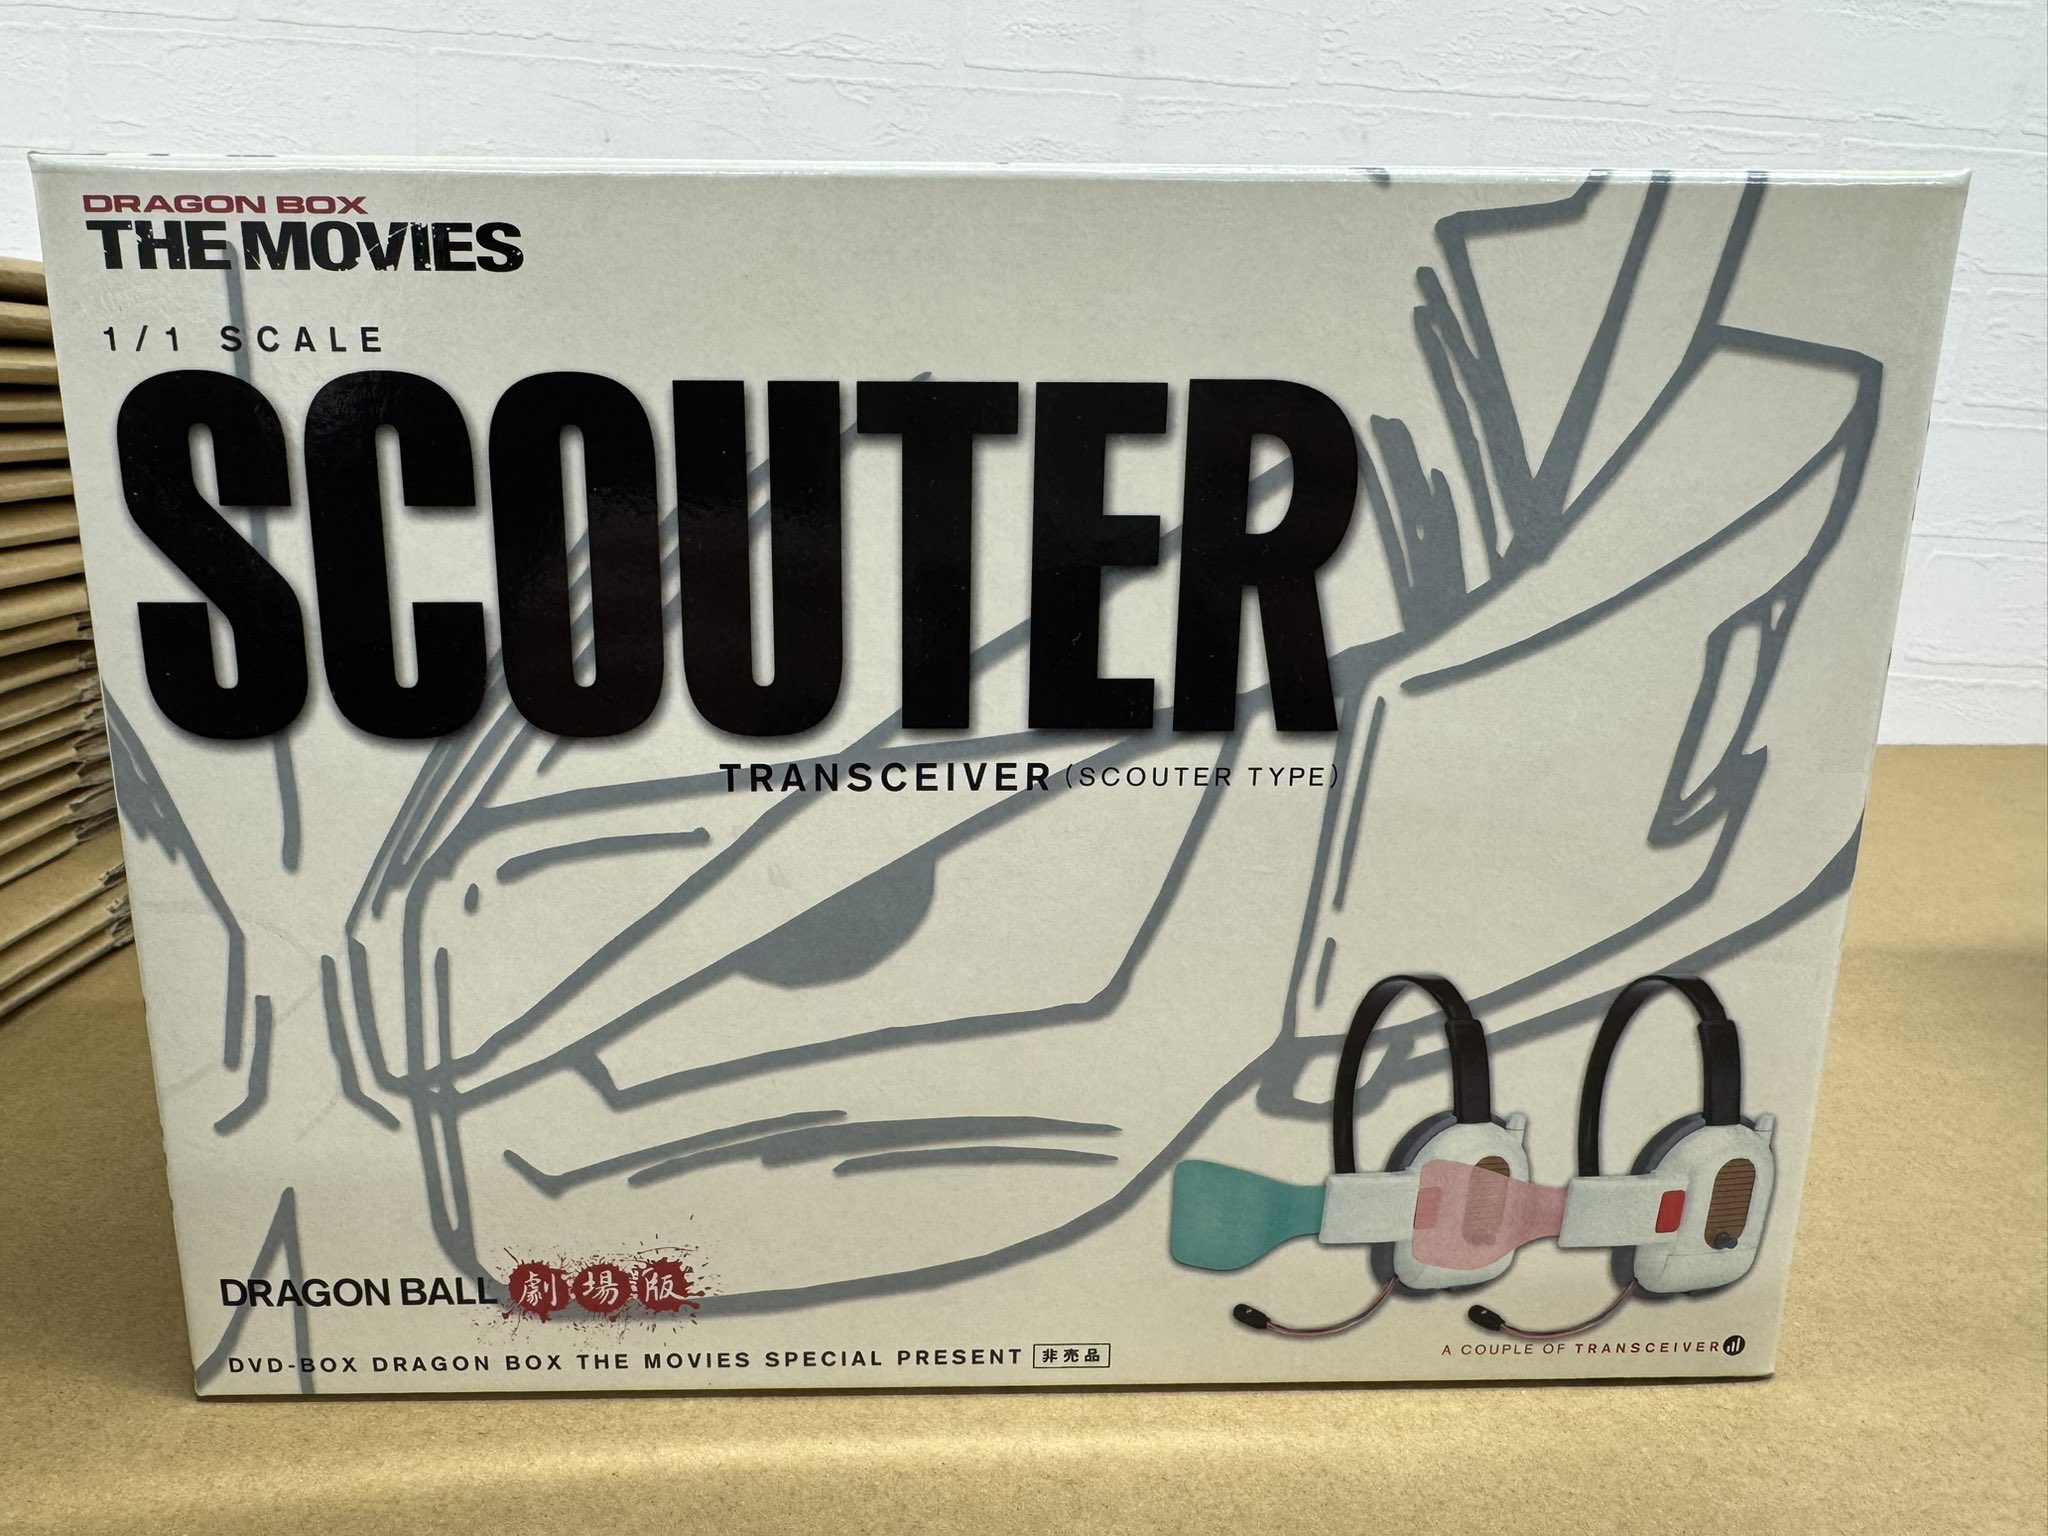 DRAGON BOX
THE MOVIES
1/1 SCALE
SCOUTER
TRANSCEIVER (SCOUTER TYPE)
DRAGON BALL 劇場版
DVD-BOX DRAGON BOX THE MOVIES SPECIAL PRESENT 非売品
A COUPLE OF TRANSCEIVER